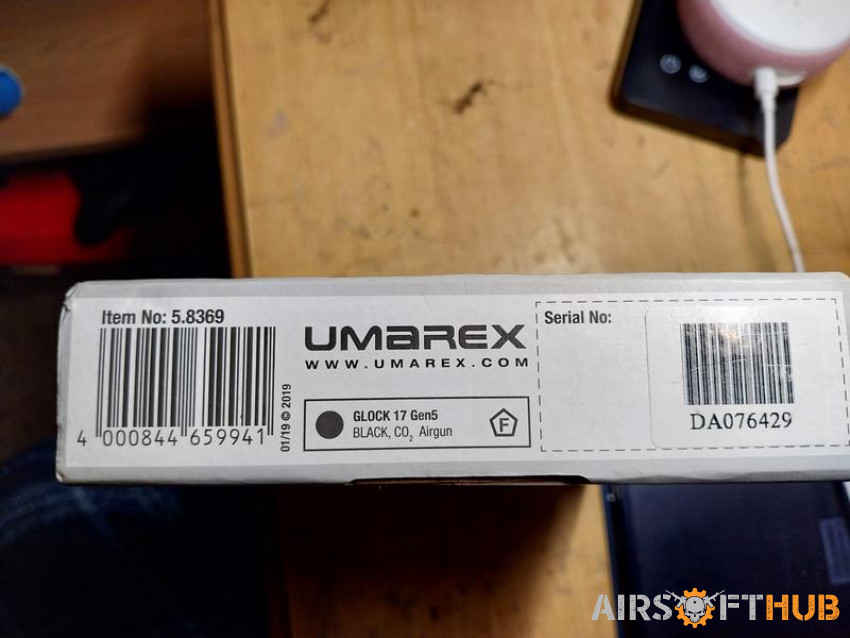 Item No: 5.8369
4 000844 659941
01/19 © 2019
UMAREX
WWW.UMAREX.COM
GLOCK 17 Gen5
BLACK, CO₂ Airgun
F
Serial No:
DA076429
AIRSOFTHUB